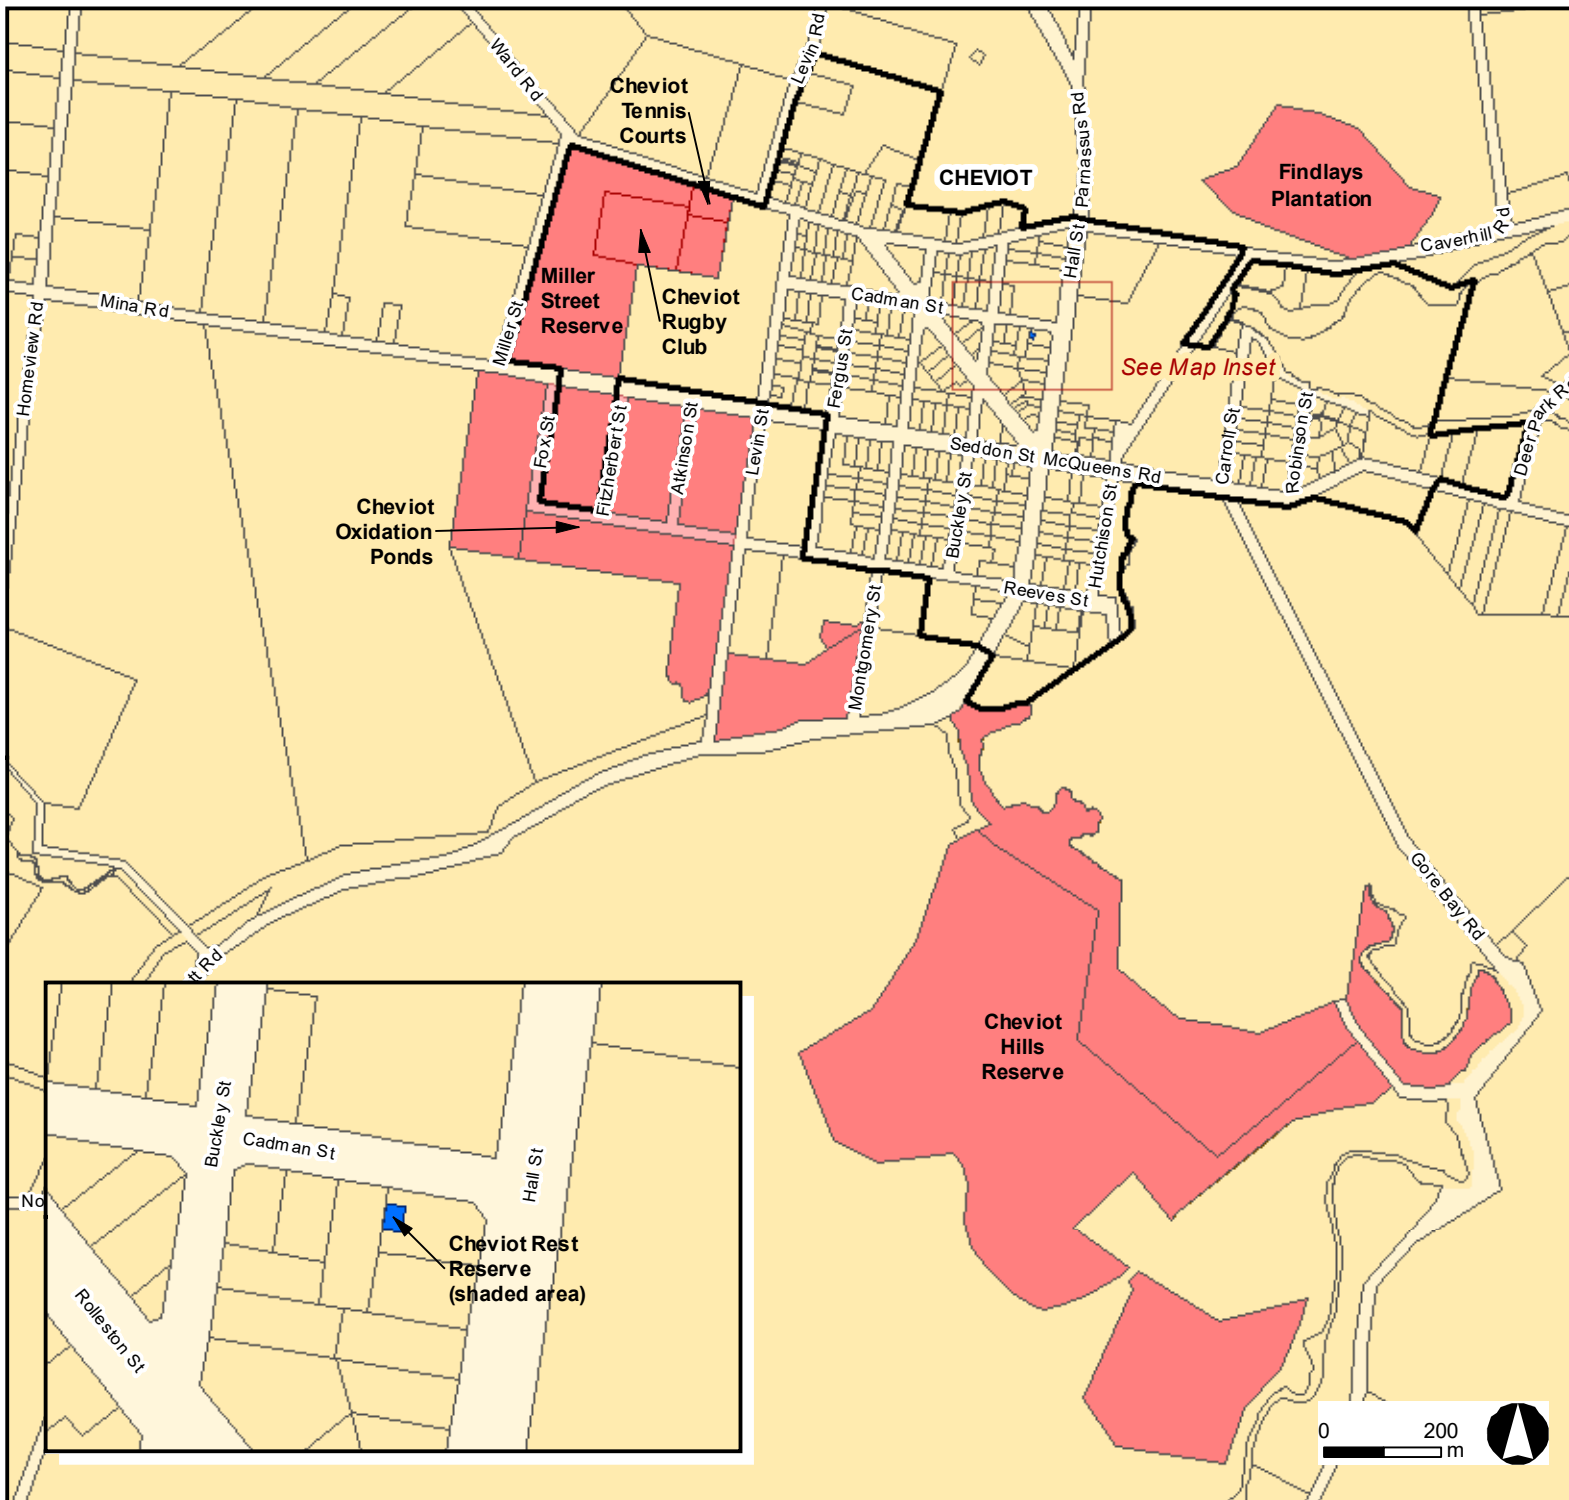 Ward Rd
Levin Rd
Cheviot
Tennis
Courts
Parnassus Rd
CHEVIOT
Findlays
Plantation
Caverhill Rd
Hall St
Miller
Street
Reserve
Cheviot
Rugby
Club
Cadman St
Mina Rd
Homeview Rd
Miller St
Fergus St
See Map Inset
Deer Park Rd
Fox St
Fitzherbert St
Atkinson St
Levin St
Seddon St
McQueens Rd
Carroll St
Robinson St
Buckley St
Hutchison St
Cheviot
Oxidation
Ponds
Reeves St
Montgomery St
Gore Bay Rd
tt Rd
Cheviot
Hills
Reserve
Buckley St
Cadman St
Hall St
No
Cheviot Rest
Reserve
(shaded area)
Rolleston St
0 200
m